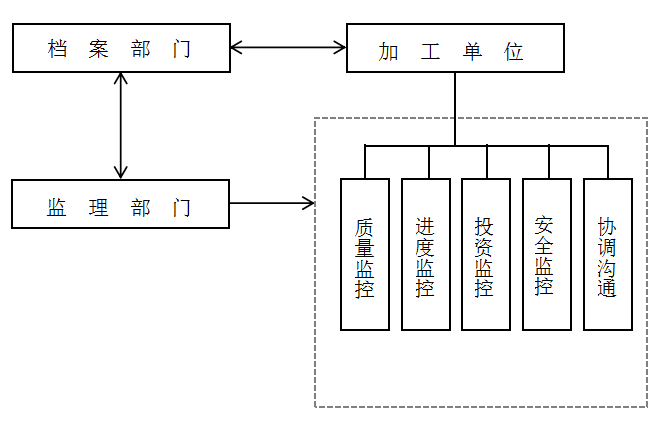 档案部门
加工单位
监理部门
质量监控
进度监控
投资监控
安全监控
协调沟通